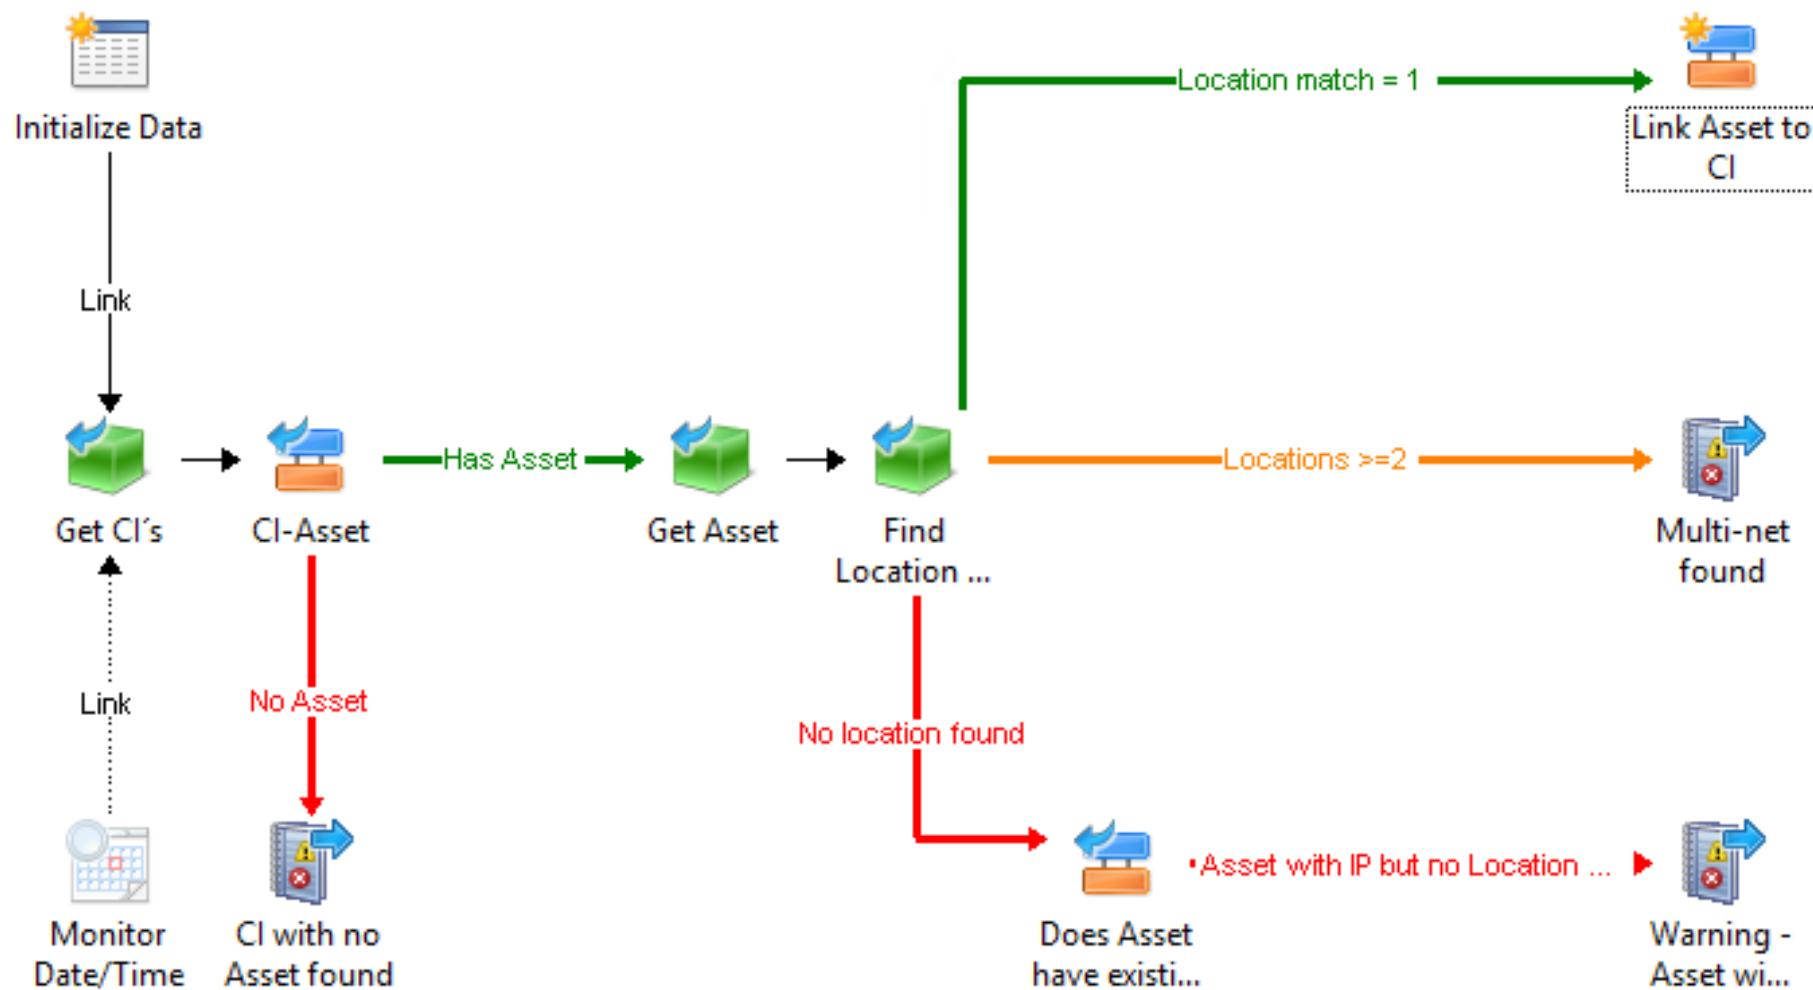 Initialize Data
Location match = 1
Link Asset to
CI
Link
Has Asset
Locations >=2
Get CI´s
CI-Asset
Get Asset
Find
Location ...
Multi-net
found
Link
No Asset
No location found
Asset with IP but no Location ...
Monitor
Date/Time
CI with no
Asset found
Does Asset
have existi...
Warning -
Asset wi...